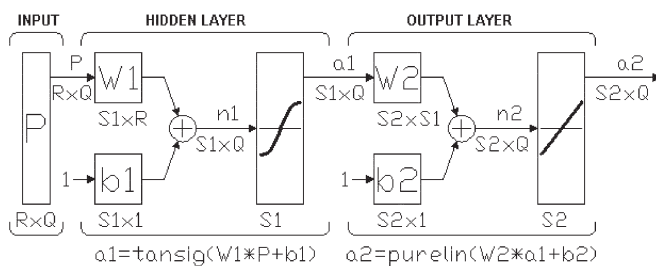 INPUT HIDDEN LAYER OUTPUT LAYER
P a1 a2
W1 W2
RxQ S1xQ S2xQ
P n1 n2
S1xR S2xS1
S1xQ S2xQ
1 b1 1 b2
RxQ S1x1 S1 S2x1 S2
a1=tansig(W1*P+b1) a2=purelin(W2*a1+b2)